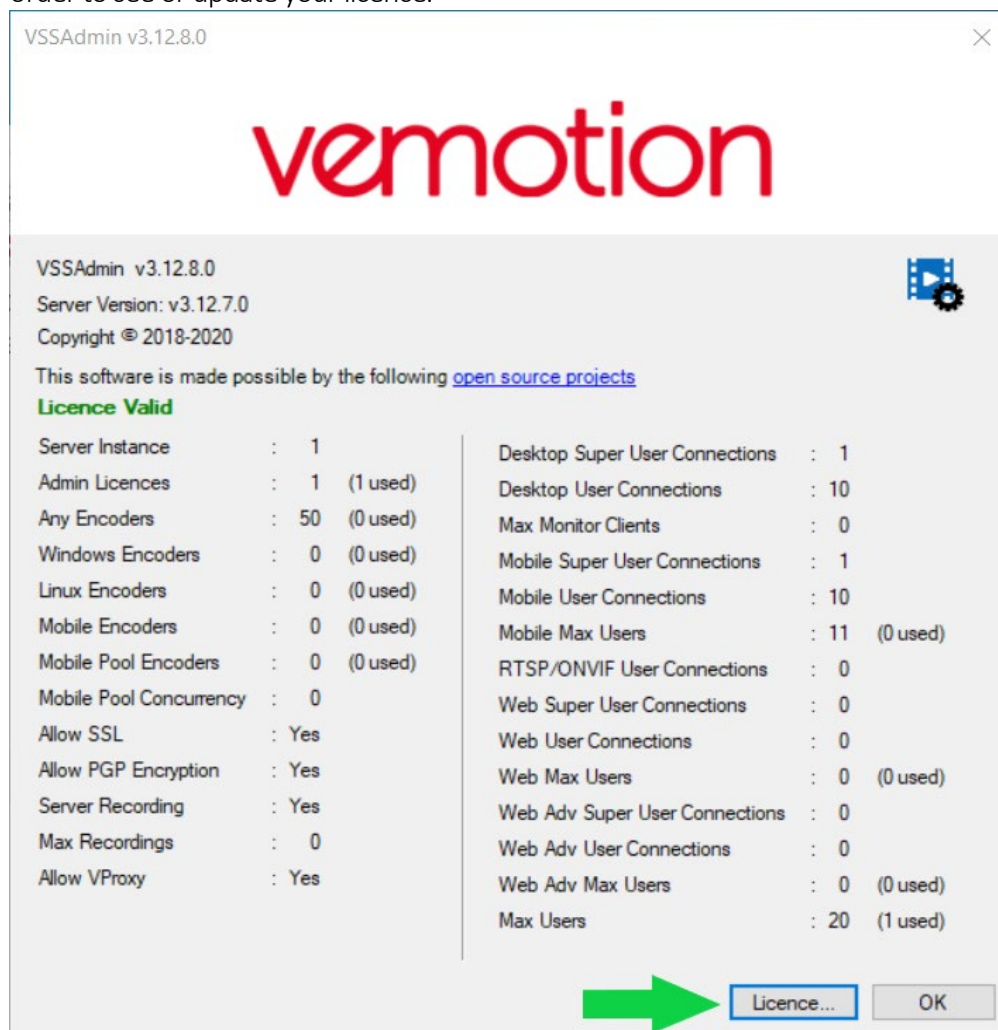 order to see or update your licence.
VSSAdmin v3.12.8.0
vemotion
VSSAdmin v3.12.8.0
Server Version: v3.12.7.0
Copyright © 2018-2020
This software is made possible by the following open source projects
Licence Valid
Server Instance : 1
Admin Licences : 1 (1 used)
Any Encoders : 50 (0 used)
Windows Encoders : 0 (0 used)
Linux Encoders : 0 (0 used)
Mobile Encoders : 0 (0 used)
Mobile Pool Encoders : 0 (0 used)
Mobile Pool Concurrency : 0
Allow SSL : Yes
Allow PGP Encryption : Yes
Server Recording : Yes
Max Recordings : 0
Allow VProxy : Yes
Desktop Super User Connections : 1
Desktop User Connections : 10
Max Monitor Clients : 0
Mobile Super User Connections : 1
Mobile User Connections : 10
Mobile Max Users : 11 (0 used)
RTSP/ONVIF User Connections : 0
Web Super User Connections : 0
Web User Connections : 0
Web Max Users : 0 (0 used)
Web Adv Super User Connections : 0
Web Adv User Connections : 0
Web Adv Max Users : 0 (0 used)
Max Users : 20 (1 used)
Licence...
OK